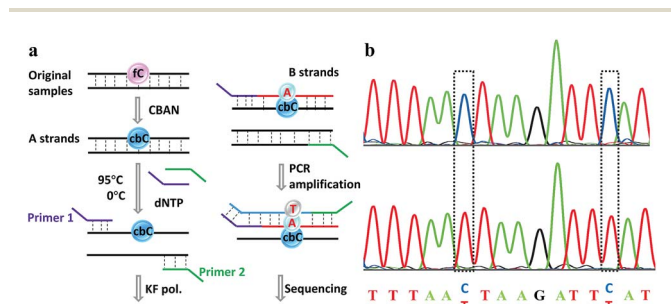 a
fC
Original
samples
CBAN
A strands
cbC
95°C
0°C
dNTP
Primer 1
cbC
Primer 2
KF pol.
B strands
A
cbC
PCR
amplification
T
A
cbC
Sequencing
b
T T T A A C T A A G A T T C A T
T T